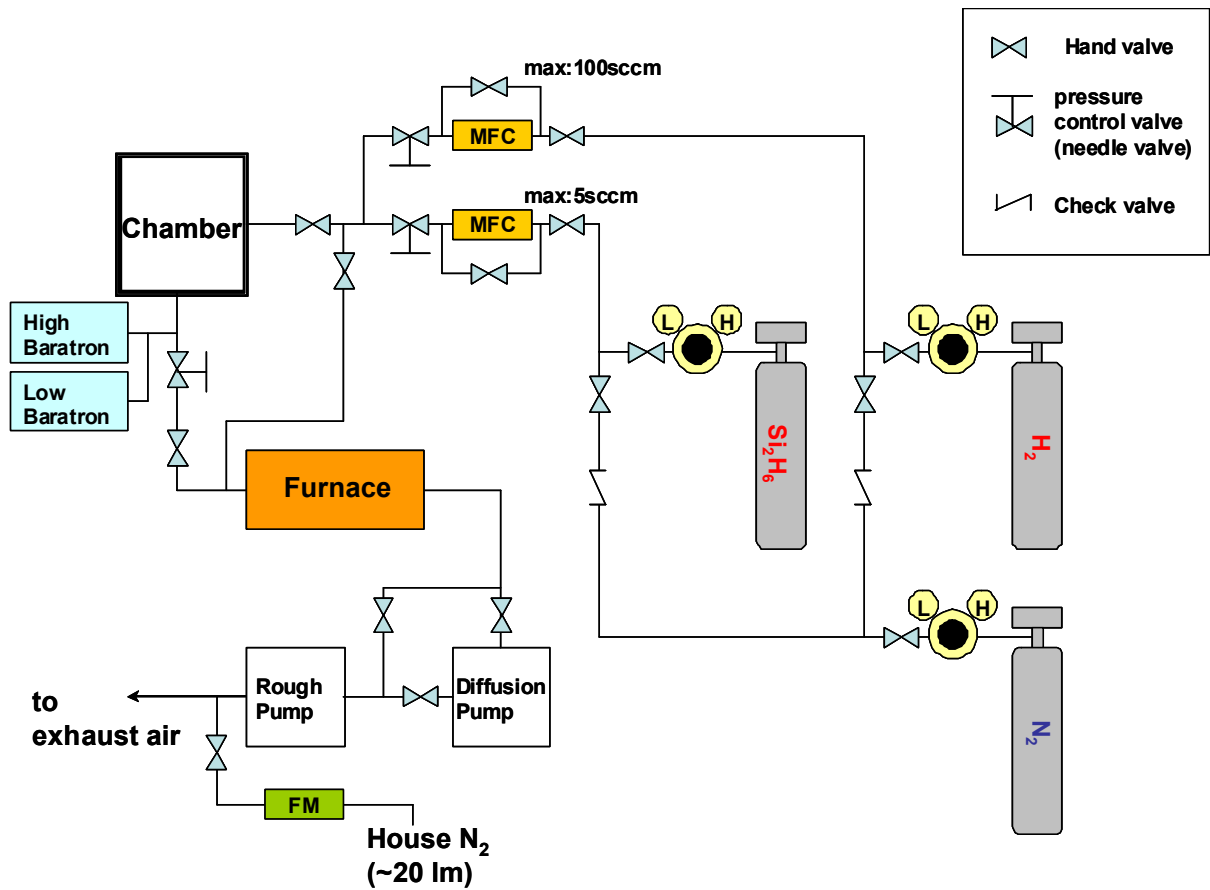 max:100sccm
MFC
max:5sccm
MFC
Hand valve
pressure
control valve
(needle valve)
Check valve
Chamber
High
Baratron
Low
Baratron
L
H
L
H
Si₂H₆
H₂
Furnace
L
H
N₂
Rough
Pump
Diffusion
Pump
to
exhaust air
FM
House N₂
(~20 lm)